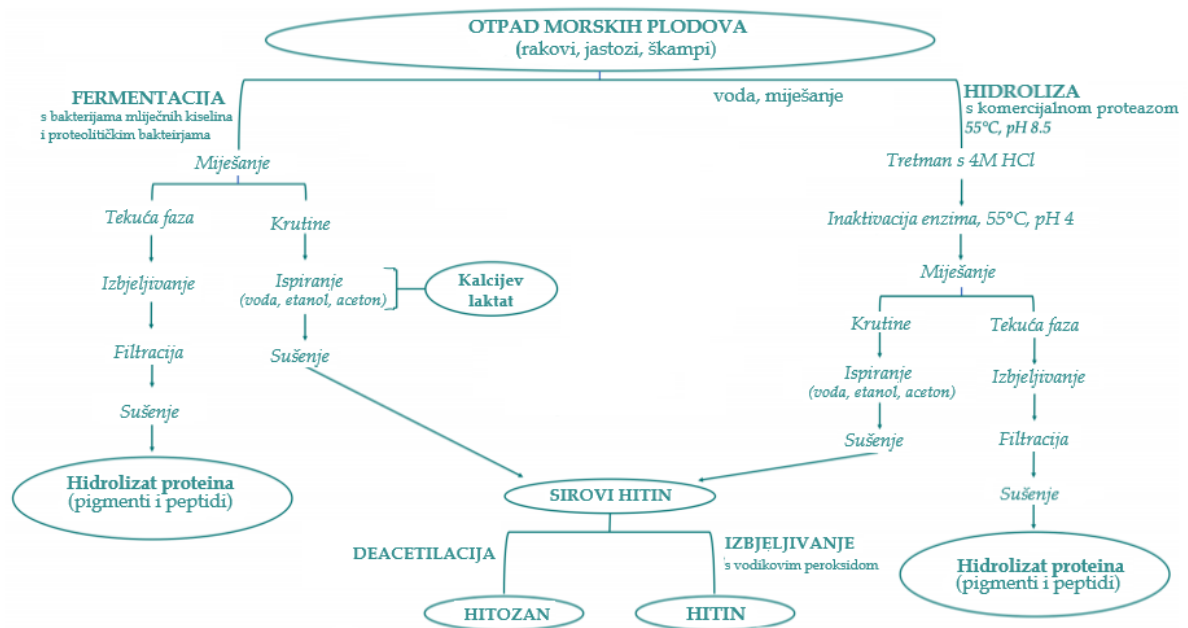 OTPAD MORSKIH PLODOVA
(rakovi, jastozi, škampi)
FERMENTACIJA
s bakterijama mliječnih kiselina
i proteolitičkim bakteirjama
voda, miješanje
HIDROLIZA
s komercijalnom proteazom
55°C, pH 8.5
Miješanje
Tekuća faza
Krutine
Izbjeljivanje
Ispiranje
(voda, etanol, aceton)
Kalcijev
laktat
Filtracija
Sušenje
Sušenje
Hidrolizat proteina
(pigmenti i peptidi)
Tretman s 4M HCl
Inaktivacija enzima, 55°C, pH 4
Miješanje
Krutine
Tekuća faza
Ispiranje
(voda, etanol, aceton)
Izbjeljivanje
Sušenje
Filtracija
Sušenje
Hidrolizat proteina
(pigmenti i peptidi)
SIROVI HITIN
DEACETILACIJA
IZBJELJIVANJE
s vodikovim peroksidom
HITOZAN
HITIN